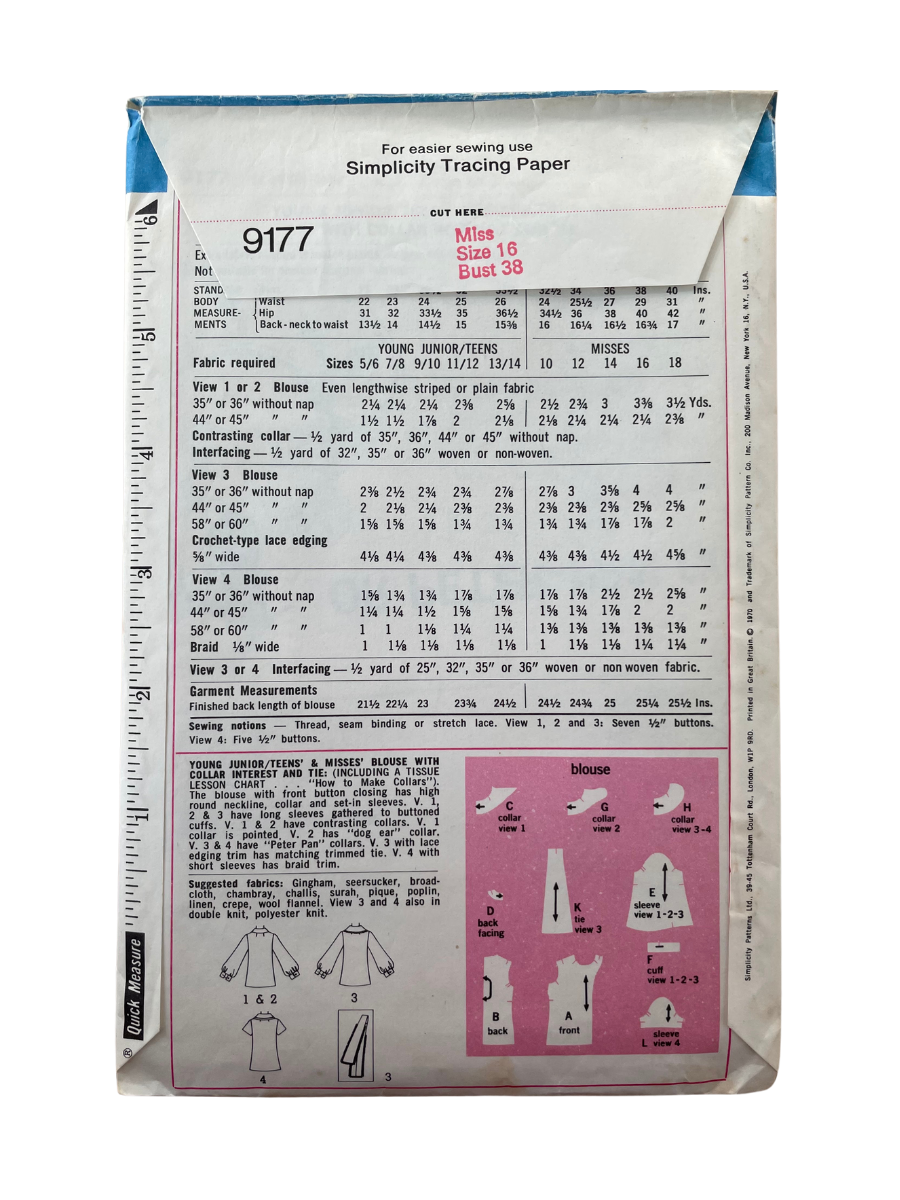 For easier sewing use
Simplicity Tracing Paper
CUT HERE
9177
Miss
Size 16
Bust 38
Ex
Not
STAND 32 33½ 32½ 34 36 38 40 Ins.
BODY Waist 22 23 24 25 26 24 25½ 27 29 31 "
MEASURE- Hip 31 32 33½ 35 36½ 34½ 36 38 40 42 "
MENTS Back-neck to waist 13½ 14 14½ 15 15⅜ 16 16¼ 16½ 16¾ 17 "
YOUNG JUNIOR/TEENS MISSES
Fabric required Sizes 5/6 7/8 9/10 11/12 13/14 10 12 14 16 18
View 1 or 2 Blouse Even lengthwise striped or plain fabric
35" or 36" without nap 2¼ 2¼ 2¼ 2⅜ 2⅝ 2½ 2¾ 3 3⅜ 3½ Yds.
44" or 45" " " 1½ 1½ 1⅞ 2 2⅛ 2⅛ 2¼ 2¼ 2¼ 2⅜ "
Contrasting collar — ½ yard of 35", 36", 44" or 45" without nap.
Interfacing — ½ yard of 32", 35" or 36" woven or non-woven.
View 3 Blouse
35" or 36" without nap 2⅜ 2½ 2¾ 2¾ 2⅞ 2⅞ 3 3⅝ 4 4 "
44" or 45" " " 2 2⅛ 2¼ 2⅜ 2⅜ 2⅜ 2⅜ 2⅜ 2⅝ 2⅝ "
58" or 60" " " 1⅝ 1⅝ 1⅝ 1¾ 1¾ 1¾ 1¾ 1⅞ 1⅞ 2 "
Crochet-type lace edging
⅝" wide 4⅛ 4¼ 4⅜ 4⅜ 4⅜ 4⅜ 4⅜ 4½ 4½ 4⅝ "
View 4 Blouse
35" or 36" without nap 1⅝ 1¾ 1¾ 1⅞ 1⅞ 1⅞ 1⅞ 2½ 2½ 2⅝ "
44" or 45" " " 1¼ 1¼ 1½ 1⅝ 1⅝ 1⅝ 1¾ 1⅞ 2 2 "
58" or 60" " " 1 1 1⅛ 1¼ 1¼ 1⅜ 1⅜ 1⅜ 1⅜ 1⅜ "
Braid ⅛" wide 1 1⅛ 1⅛ 1⅛ 1⅛ 1 1⅛ 1⅛ 1¼ 1¼ "
View 3 or 4 Interfacing — ½ yard of 25", 32", 35" or 36" woven or non woven fabric.
Garment Measurements
Finished back length of blouse 21½ 22¼ 23 23¾ 24½ 24½ 24¾ 25 25¼ 25½ Ins.
Sewing notions — Thread, seam binding or stretch lace. View 1, 2 and 3: Seven ½" buttons.
View 4: Five ½" buttons.
YOUNG JUNIOR/TEENS' & MISSES' BLOUSE WITH
COLLAR INTEREST AND TIE: (INCLUDING A TISSUE
LESSON CHART . . . "How to Make Collars").
The blouse with front button closing has high
round neckline, collar and set-in sleeves. V. 1,
2 & 3 have long sleeves gathered to buttoned
cuffs. V. 1 & 2 have contrasting collars. V. 1
collar is pointed. V. 2 has "dog ear" collar.
V. 3 & 4 have "Peter Pan" collars. V. 3 with lace
edging trim has matching trimmed tie. V. 4 with
short sleeves has braid trim.
Suggested fabrics: Gingham, seersucker, broad-
cloth, chambray, challis, surah, pique, poplin,
linen, crepe, wool flannel. View 3 and 4 also in
double knit, polyester knit.
1 & 2
3
4
3
blouse
C
collar
view 1
G
collar
view 2
H
collar
view 3-4
D
back
facing
K
tie
view 3
E
sleeve
view 1-2-3
F
cuff
view 1-2-3
B
back
A
front
sleeve
L view 4
6
5
4
3
2
1
Quick Measure
®
Simplicity Patterns Ltd., 39-45 Tottenham Court Rd., London, W1P 9RD. Printed in Great Britain. © 1970 and Trademark of Simplicity Pattern Co. Inc., 200 Madison Avenue, New York 16, N.Y., U.S.A.